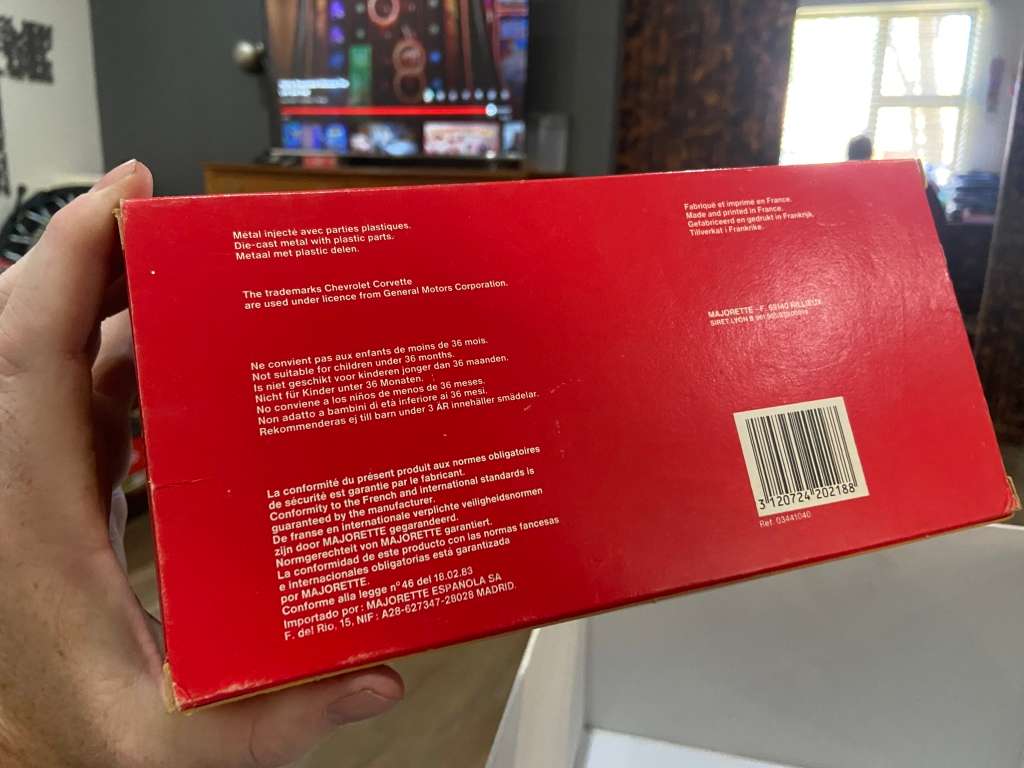 Métal injecté avec parties plastiques.
Die-cast metal with plastic parts.
Metaal met plastic delen.
The trademarks Chevrolet Corvette
are used under licence from General Motors Corporation.
Ne convient pas aux enfants de moins de 36 mois.
Not suitable for children under 36 months.
Is niet geschikt voor kinderen jonger dan 36 maanden.
Nicht für Kinder unter 36 Monaten.
No conviene a los niños de menos de 36 meses.
Non adatto a bambini di età inferiore ai 36 mesi.
Rekommenderas ej till barn under 3 ÅR innehåller smådelar.
La conformité du présent produit aux normes obligatoires
de sécurité est garantie par le fabricant.
Conformity to the French and international standards is
guaranteed by the manufacturer.
De franse en internationale verplichte veiligheidsnormen
zijn door MAJORETTE gegarandeerd.
Normgerechtelt von MAJORETTE garantiert.
La conformidad de este producto con las normas fancesas
e internacionales obligatorias está garantizada
por MAJORETTE.
Conforme alla legge nº 46 del 18.02.83
Importado por: MAJORETTE ESPAÑOLA SA
F. del Rio, 15, NIF: A28-627347-28028 MADRID.
Fabriqué et imprimé en France.
Made and printed in France.
Gefabriceerd en gedrukt in Frankrijk.
Tillverkat i Frankrike.
MAJORETTE - F. 69140 RILLIEUX
SIRET LYON B
3 120724 202188
Ref. 03441040